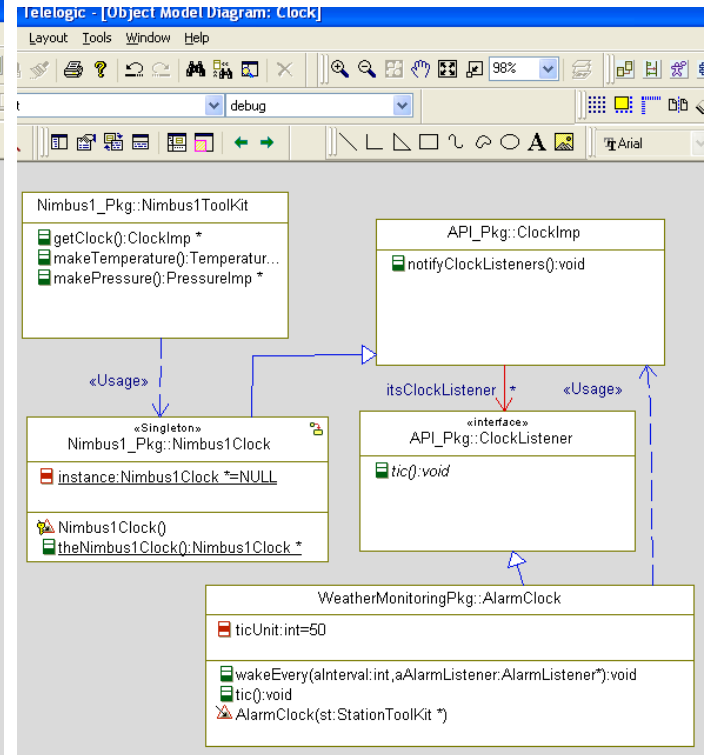 Telelogic - [Object Model Diagram: Clock]
Layout Tools Window Help
98%
debug
A
Arial
Nimbus1_Pkg::Nimbus1ToolKit
getClock():ClockImp *
makeTemperature():Temperatur...
makePressure():PressureImp *
API_Pkg::ClockImp
notifyClockListeners():void
«Usage»
itsClockListener *
«Usage»
«Singleton»
Nimbus1_Pkg::Nimbus1Clock
instance:Nimbus1Clock *=NULL
Nimbus1Clock()
theNimbus1Clock():Nimbus1Clock *
«interface»
API_Pkg::ClockListener
tic():void
WeatherMonitoringPkg::AlarmClock
ticUnit:int=50
wakeEvery(aInterval:int,aAlarmListener:AlarmListener*):void
tic():void
AlarmClock(st:StationToolKit *)